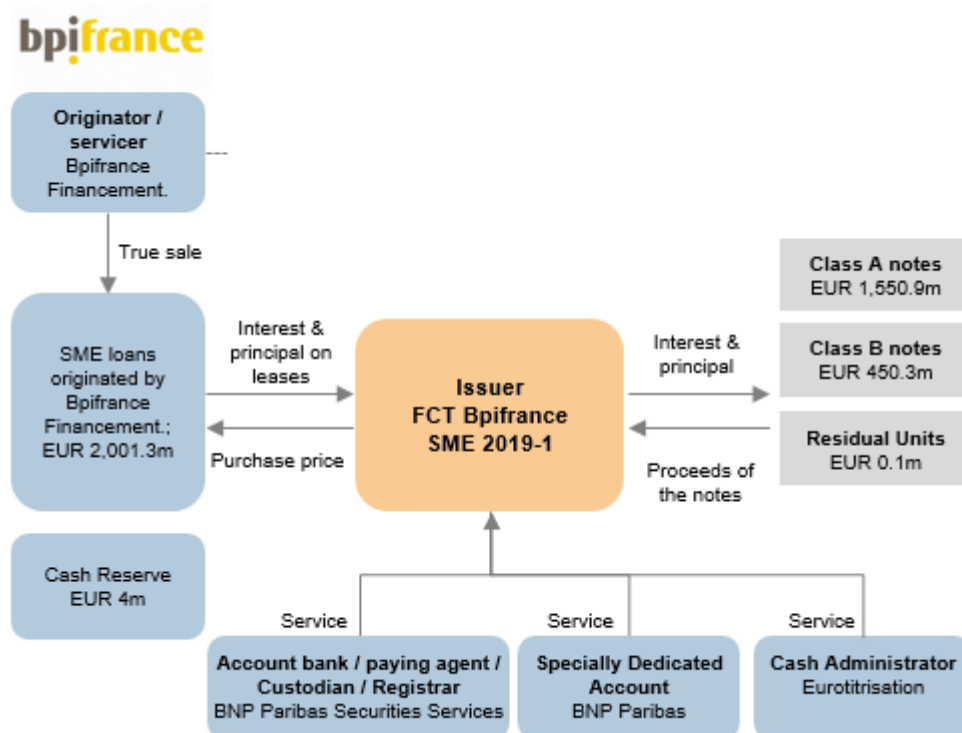 bpifrance
Originator /
servicer
Bpifrance
Financement.
True sale
SME loans
originated by
Bpifrance
Financement.;
EUR 2,001.3m
Interest &
principal on
leases
Purchase price
Issuer
FCT Bpifrance
SME 2019-1
Interest &
principal
Proceeds of
the notes
Class A notes
EUR 1,550.9m
Class B notes
EUR 450.3m
Residual Units
EUR 0.1m
Cash Reserve
EUR 4m
Service
Service
Service
Account bank / paying agent /
Custodian / Registrar
BNP Paribas Securities Services
Specially Dedicated
Account
BNP Paribas
Cash Administrator
Eurotitrisation